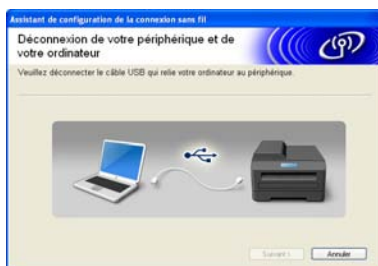 Assistant de configuration de la connexion sans fil
Déconnexion de votre périphérique et de
votre ordinateur
Veuillez déconnecter le câble USB qui relie votre ordinateur au périphérique.
Suivant >
Annuler